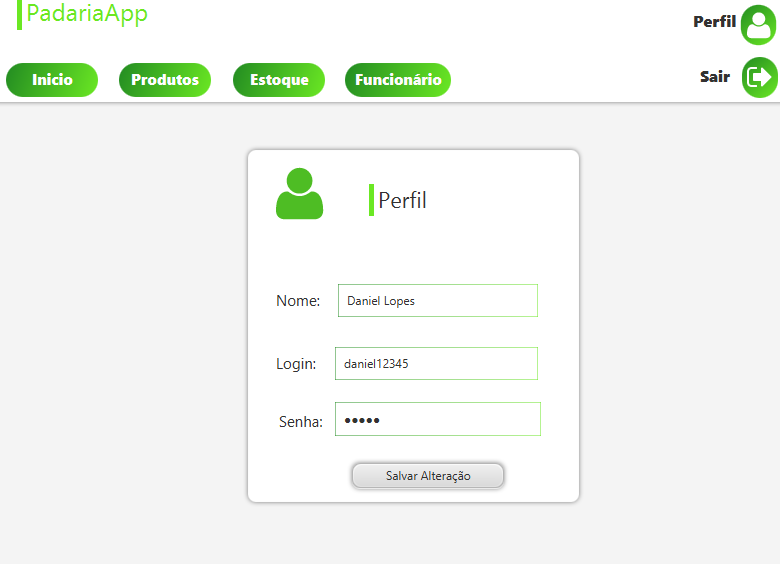 PadariaApp
Perfil
Inicio Produtos Estoque Funcionário Sair
Perfil
Nome: Daniel Lopes
Login: daniel12345
Senha: •••••
Salvar Alteração